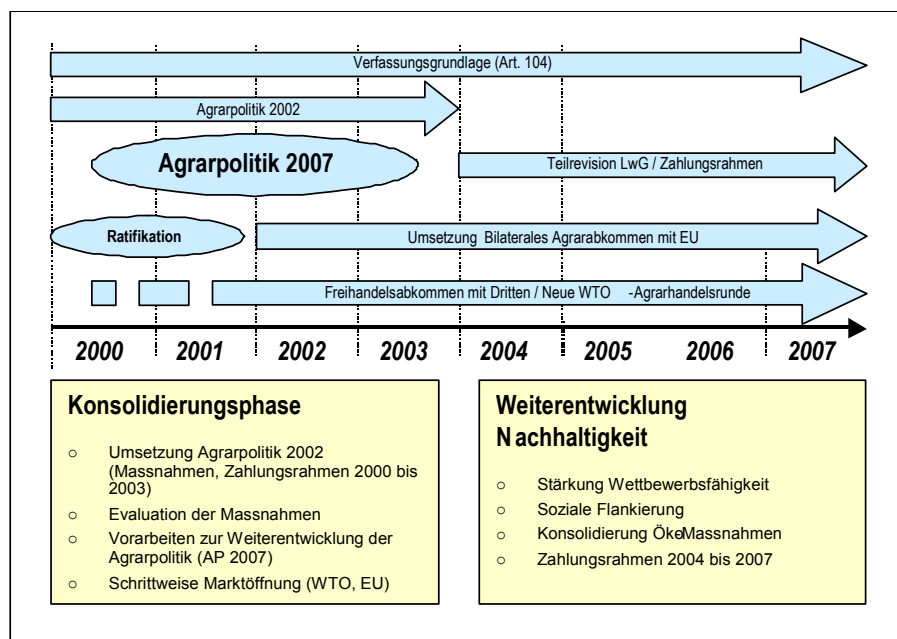 Verfassungsgrundlage (Art. 104)
Agrarpolitik 2002
Agrarpolitik 2007
Teilrevision LwG / Zahlungsrahmen
Ratifikation
Umsetzung Bilaterales Agrarabkommen mit EU
Freihandelsabkommen mit Dritten / Neue WTO -Agrarhandelsrunde
2000 2001 2002 2003 2004 2005 2006 2007
Konsolidierungsphase
○ Umsetzung Agrarpolitik 2002
(Massnahmen, Zahlungsrahmen 2000 bis
2003)
○ Evaluation der Massnahmen
○ Vorarbeiten zur Weiterentwicklung der
Agrarpolitik (AP 2007)
○ Schrittweise Marktöffnung (WTO, EU)
Weiterentwicklung
Nachhaltigkeit
○ Stärkung Wettbewerbsfähigkeit
○ Soziale Flankierung
○ Konsolidierung Öko-Massnahmen
○ Zahlungsrahmen 2004 bis 2007